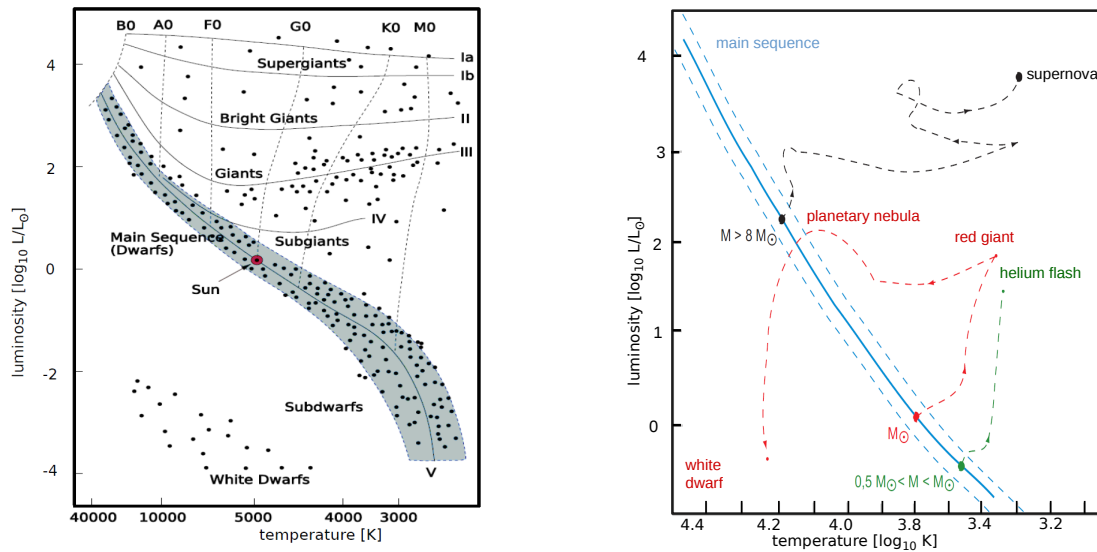 B0 A0 F0 G0 K0 M0
4
Ia
Supergiants
Ib
Bright Giants
II
2
Giants
III
IV
Main Sequence
(Dwarfs)
Subgiants
0
Sun
-2
Subdwarfs
White Dwarfs
V
-4
40000 10000 5000 4000 3000
temperature [K]
luminosity [log10 L/L☉]
main sequence
4
supernova
3
planetary nebula
M > 8 M☉
red giant
2
helium flash
1
0
M☉
white
dwarf
0,5 M☉ < M < M☉
4.4 4.2 4.0 3.8 3.4 3.2
temperature [log10 K]
luminosity [log10 L/L☉]